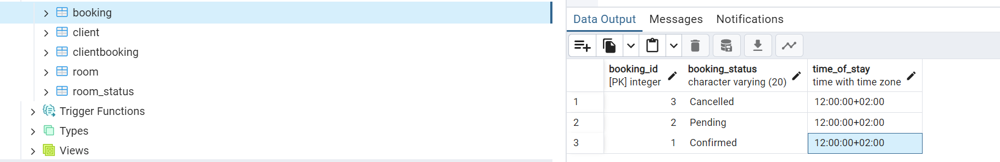 booking
client
clientbooking
room
room_status
Trigger Functions
Types
Views
Data Output Messages Notifications
booking_id booking_status time_of_stay
[PK] integer character varying (20) time with time zone
1 3 Cancelled 12:00:00+02:00
2 2 Pending 12:00:00+02:00
3 1 Confirmed 12:00:00+02:00